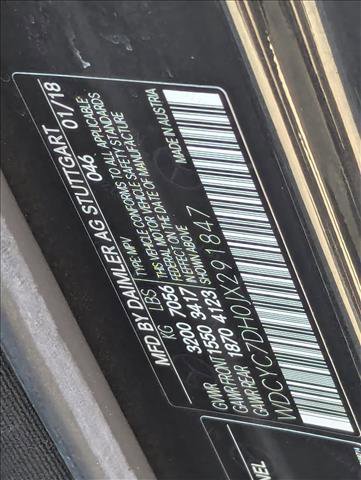 MFD BY DAIMLER AG STUTTGART 01/18
046
KG LBS TYPE: MPV
GVWR 3200 7056 THIS VEHICLE CONFORMS TO ALL APPLICABLE
GAWR FRONT 1550 3417 FEDERAL MOTOR VEHICLE SAFETY STANDARDS
GAWR REAR 1870 4123 IN EFFECT ON THE DATE OF MANUFACTURE
SHOWN ABOVE
MADE IN AUSTRIA
WDCYC7DH0JX291847
NEL